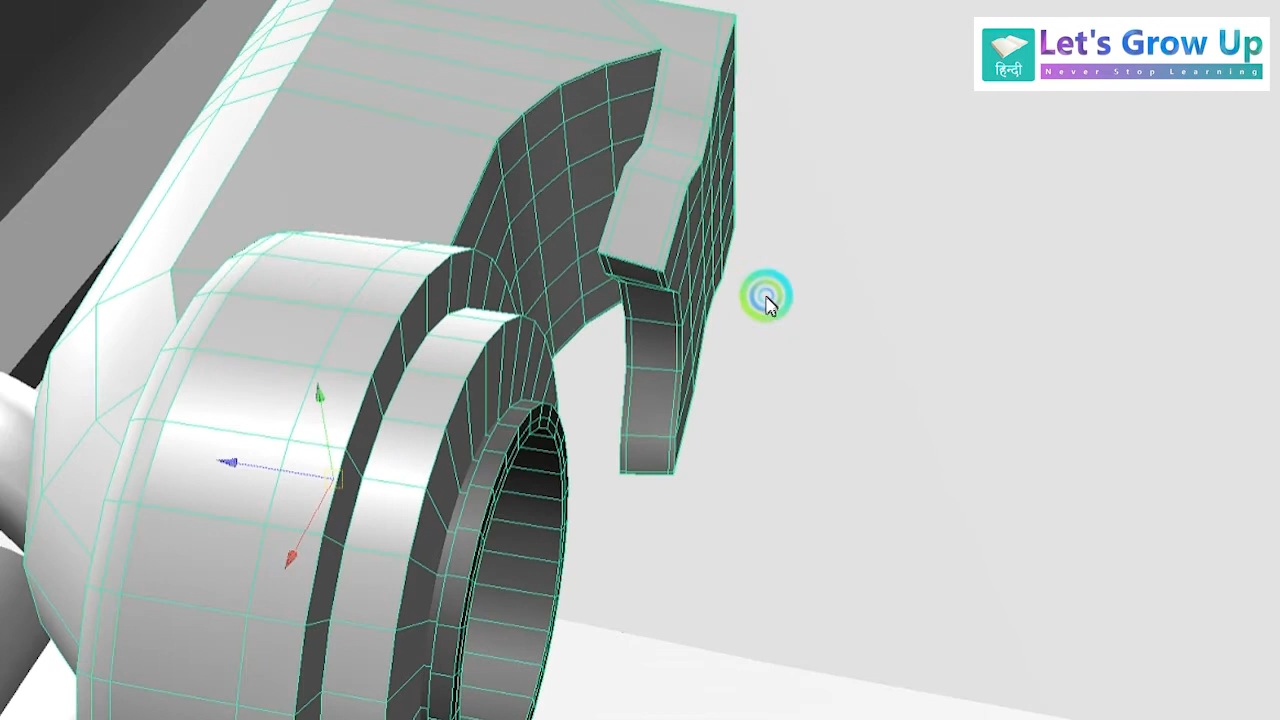 Let's Grow Up
हिन्दी
Never Stop Learning